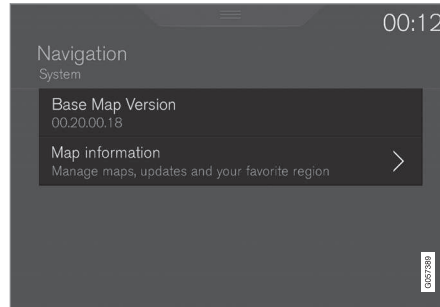 00:12
Navigation
System
Base Map Version
00.20.00.18
Map information
Manage maps, updates and your favorite region
G057389